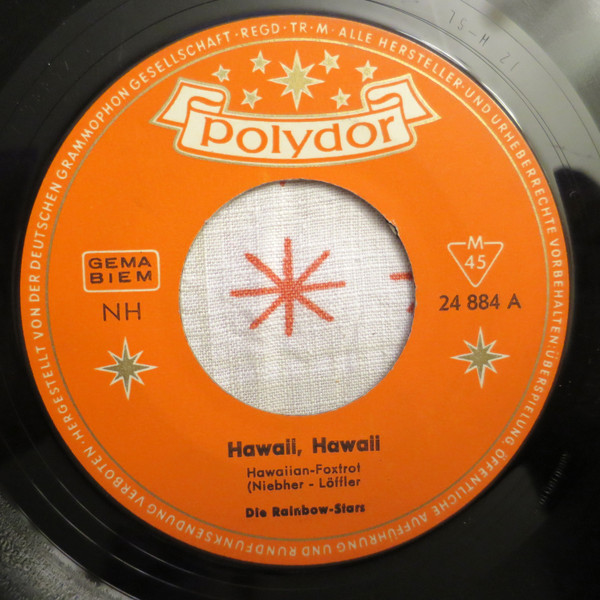 HERGESTELLT VON DER DEUTSCHEN GRAMMOPHON GESELLSCHAFT · REGD · TR · M · ALLE HERSTELLER- UND URHEBERRECHTE VORBEHALTEN: ÜBERSPIELUNG, ÖFFENTLICHE AUFFÜHRUNG UND RUNDFUNKSENDUNG VERBOTEN ·
polydor
GEMA
BIEM
NH
M
45
24 884 A
Hawaii, Hawaii
Hawaiian-Foxtrot
(Niebher - Löffler
Die Rainbow-Stars